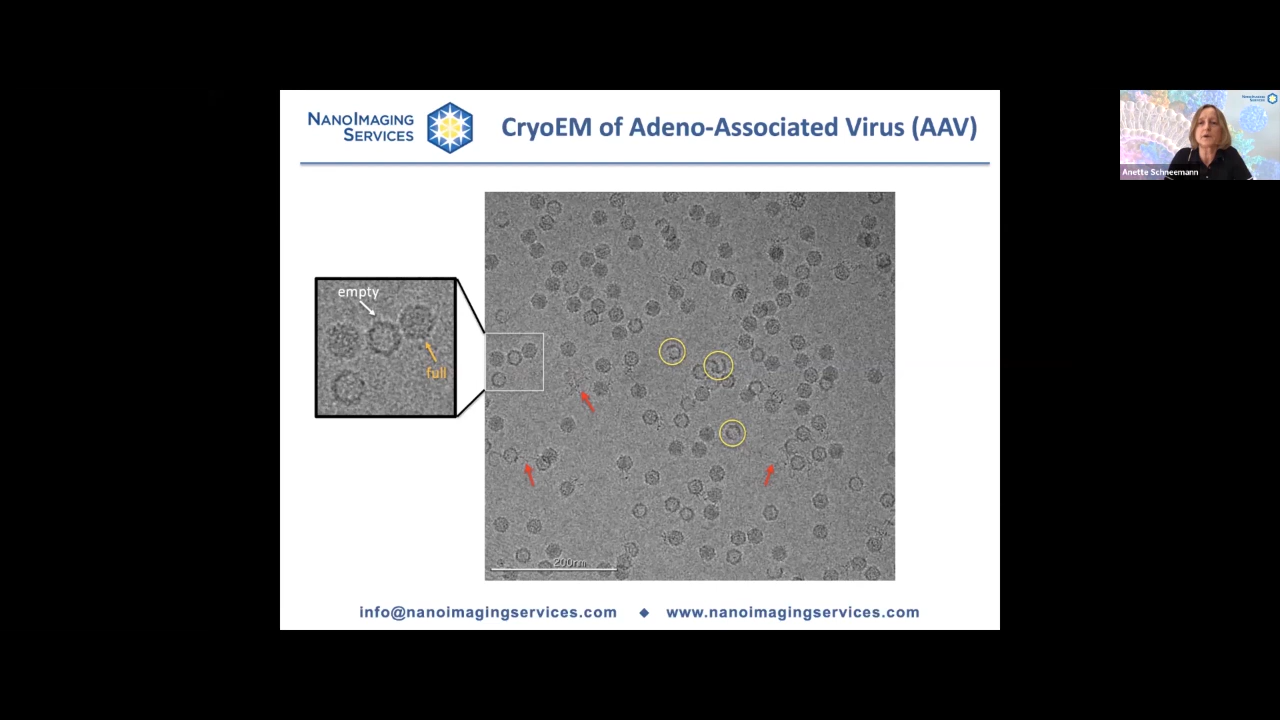 NANOIMAGING
SERVICES
CryoEM of Adeno-Associated Virus (AAV)
Anette Schneemann
empty
full
200nm
info@nanoimagingservices.com ◆ www.nanoimagingservices.com